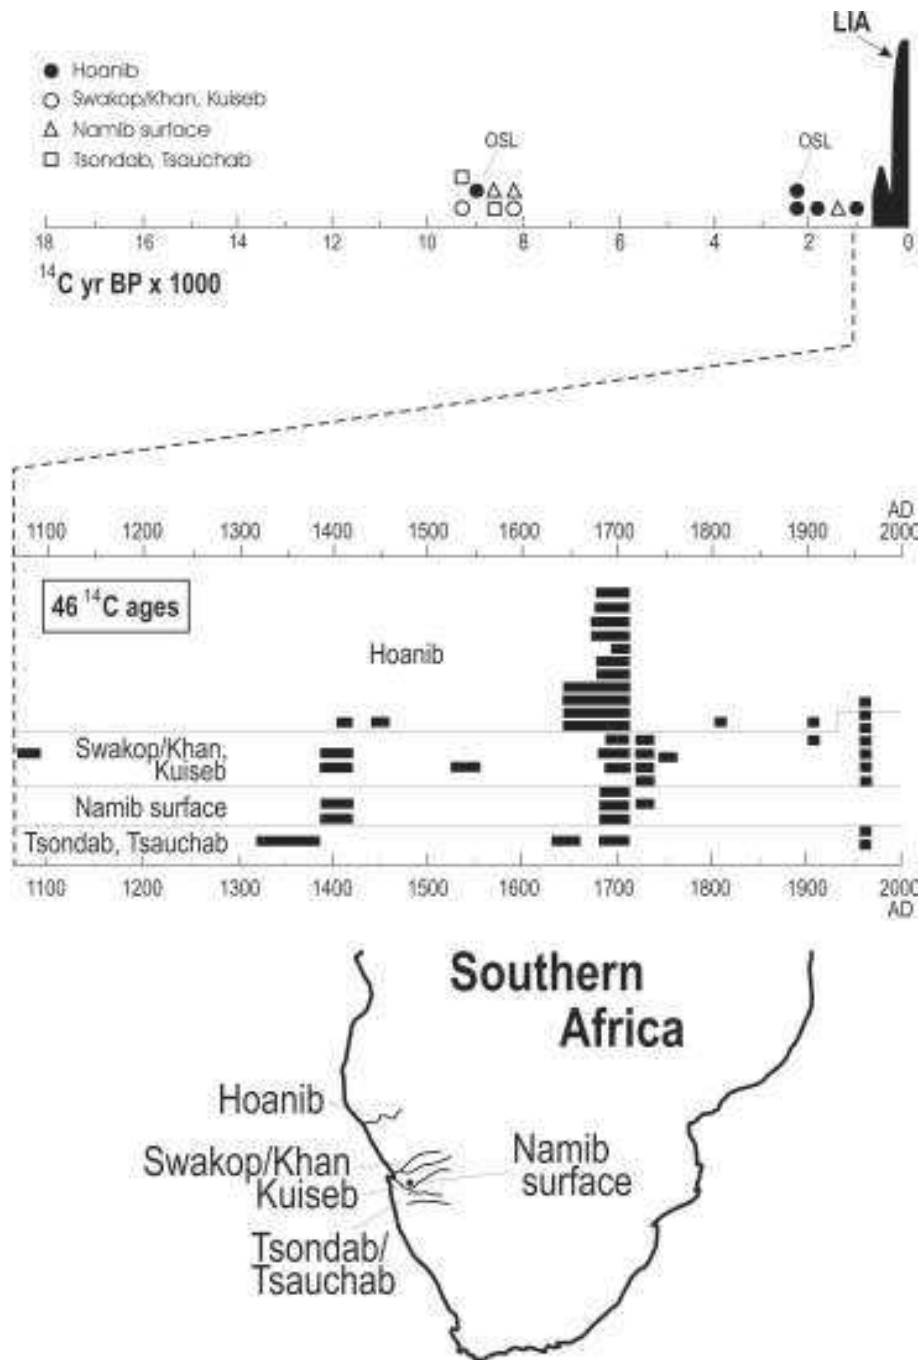 LIA
Hoanib
Swakop/Khan, Kuiseb
Namib surface
Tsondab, Tsauchab
OSL
OSL
18 16 14 12 10 8 6 4 2 0
14C yr BP x 1000
AD
1100 1200 1300 1400 1500 1600 1700 1800 1900 2000
46 14C ages
Hoanib
Swakop/Khan,
Kuiseb
Namib surface
Tsondab, Tsauchab
1100 1200 1300 1400 1500 1600 1700 1800 1900 2000
AD
Southern
Africa
Hoanib
Swakop/Khan
Kuiseb
Namib
surface
Tsondab/
Tsauchab